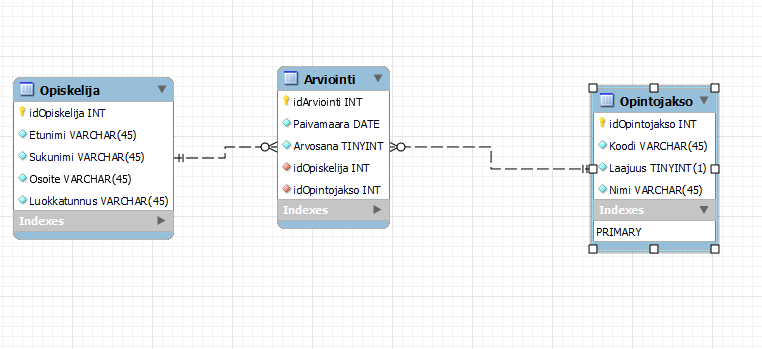 Opiskelija
idOpiskelija INT
Etunimi VARCHAR(45)
Sukunimi VARCHAR(45)
Osoite VARCHAR(45)
Luokkatunnus VARCHAR(45)
Indexes
Arviointi
idArviointi INT
Paivamaara DATE
Arvosana TINYINT
idOpiskelija INT
idOpintojakso INT
Indexes
Opintojakso
idOpintojakso INT
Koodi VARCHAR(45)
Laajuus TINYINT(1)
Nimi VARCHAR(45)
Indexes
PRIMARY